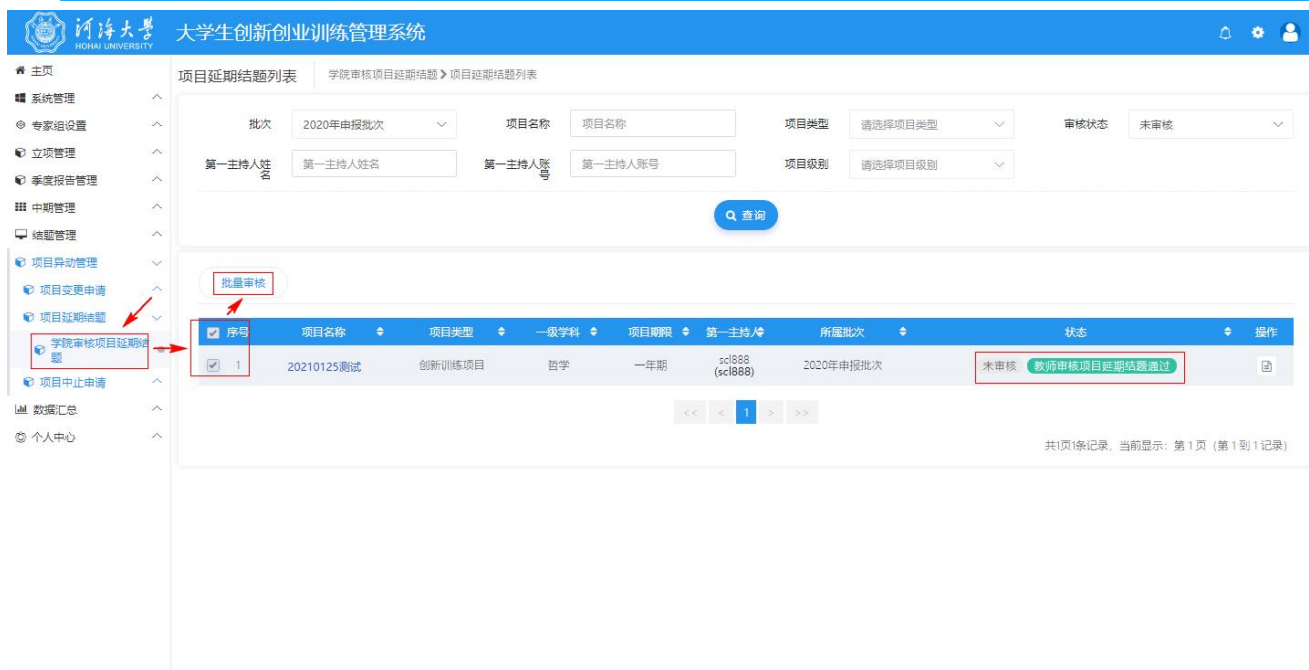 河海大学
HOHAI UNIVERSITY
大学生创新创业训练管理系统
主页
系统管理
专家组设置
立项管理
季度报告管理
中期管理
结题管理
项目异动管理
项目变更申请
项目延期结题
学院审核项目延期结
题
项目中止申请
数据汇总
个人中心
项目延期结题列表 学院审核项目延期结题 > 项目延期结题列表
批次 2020年申报批次 项目名称 项目名称 项目类型 请选择项目类型 审核状态 未审核
第一主持人姓
名 第一主持人姓名 第一主持人账
号 第一主持人账号 项目级别 请选择项目级别
查询
批量审核
序号 项目名称 项目类型 一级学科 项目期限 第一主持人 所属批次 状态 操作
1 20210125测试 创新训练项目 哲学 一年期 scl888
(scl888) 2020年申报批次 未审核 教师审核项目延期结题通过
<< < 1 > >>
共1页1条记录, 当前显示: 第 1 页 (第 1 到 1 记录)